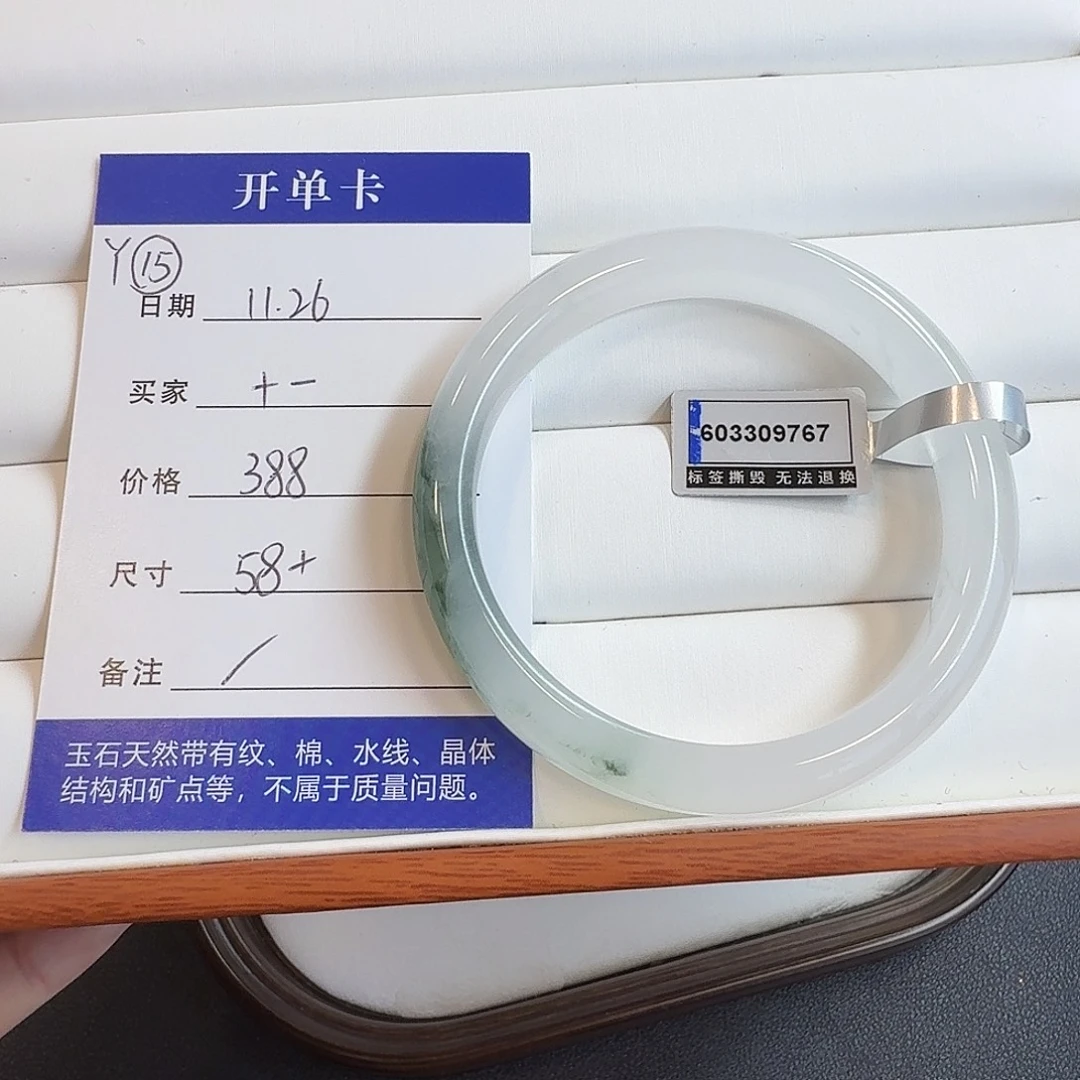 开单卡
Y⑮
日期 11.26
买家 十一
价格 388
尺寸 58+
备注 /
玉石天然带有纹、棉、水线、晶体
结构和矿点等，不属于质量问题。
603309767
标签撕毁 无法退换